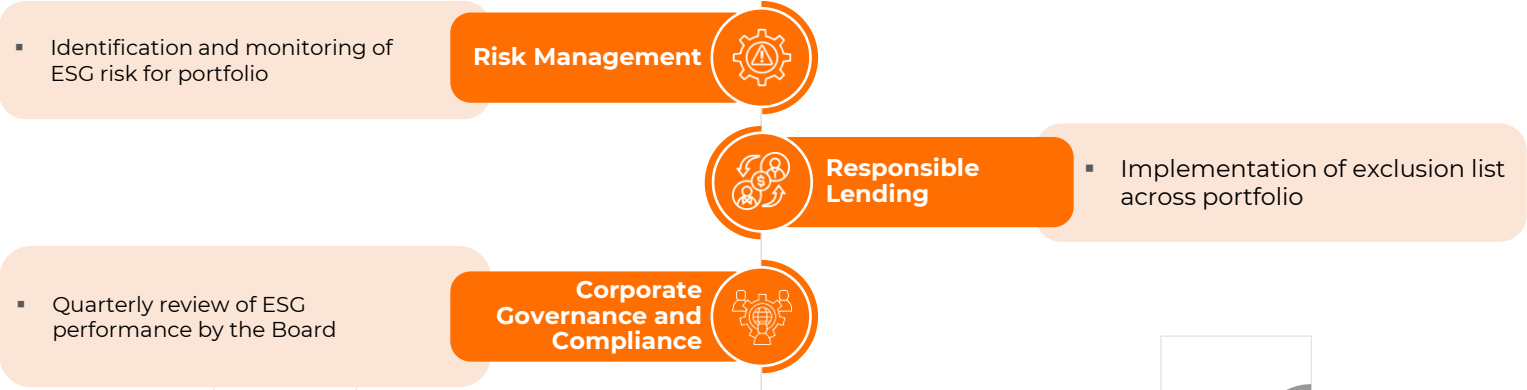 ▪ Identification and monitoring of
ESG risk for portfolio
Risk Management
Responsible
Lending
▪ Implementation of exclusion list
across portfolio
▪ Quarterly review of ESG
performance by the Board
Corporate
Governance and
Compliance